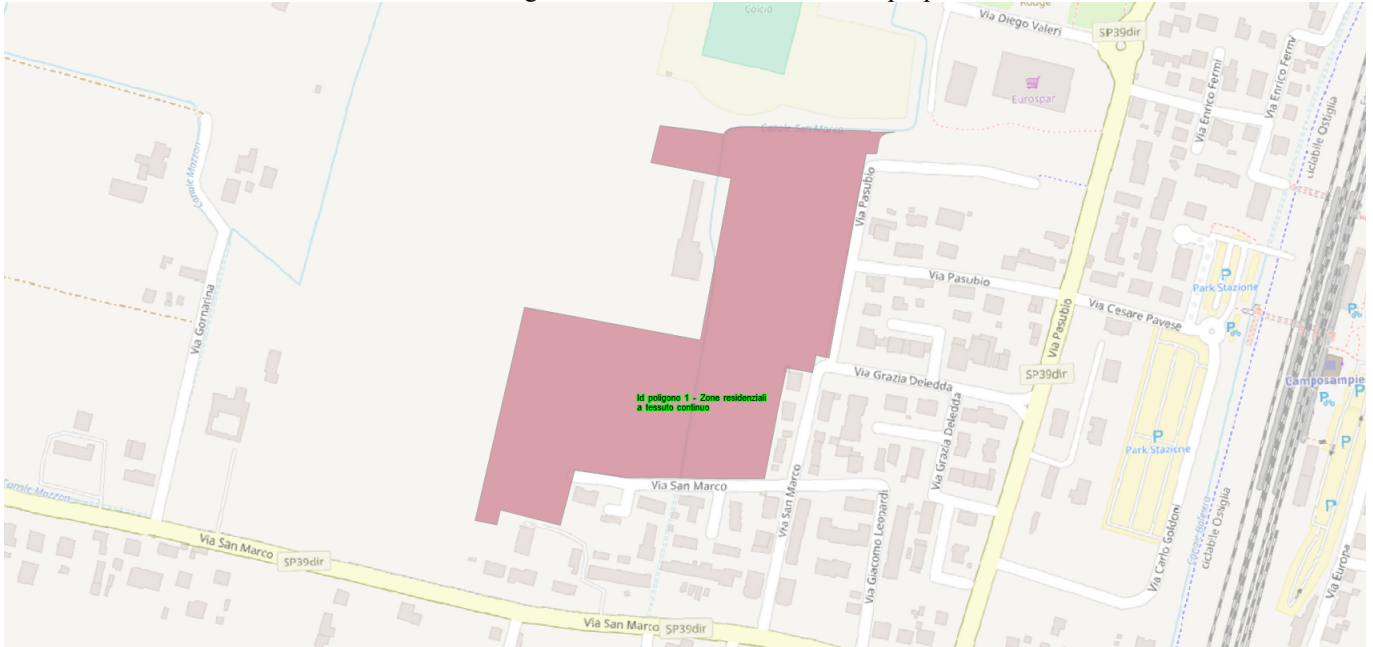 Calcio
Rouge
Via Diego Valeri
SP39dir
Eurospar
Canale San Marco
Via Enrico Fermi
Via Enrico Fermi
ciclabile Ostiglia
Canale Mazzon
Via Pasubio
Via Pasubio
Park Stazione
Via Cesare Pavese
Via Gornarina
Via Pasubio
Via Grazia Deledda
SP39dir
Camposampie
Id poligono 1 - Zone residenziali
a tessuto continuo
Via Grazia Deledda
P
Park Stazione
Via San Marco
Via San Marco
Via Giacomo Leopardi
Canale Mazzon
Via San Marco
SP39dir
Via Carlo Goldoni
ciclabile Ostiglia
Via Europa
Via San Marco
SP39dir